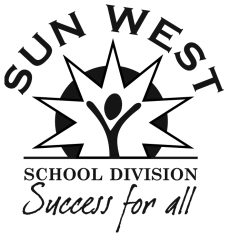 SUN WEST
SCHOOL DIVISION
Success for all